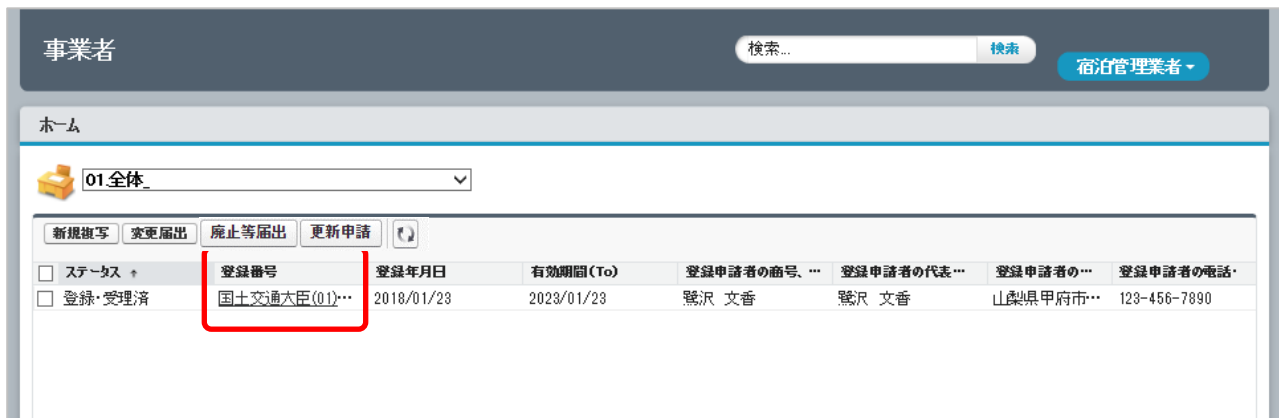 事業者
検索...
検索
宿泊管理業者
ホーム
01.全体_
新規複写 変更届出 廃止等届出 更新申請
ステータス ↑ 登録番号 登録年月日 有効期間(To) 登録申請者の商号、… 登録申請者の代表… 登録申請者の… 登録申請者の電話・
登録・受理済 国土交通大臣(01)… 2018/01/23 2023/01/23 鷺沢 文香 鷺沢 文香 山梨県甲府市… 123-456-7890